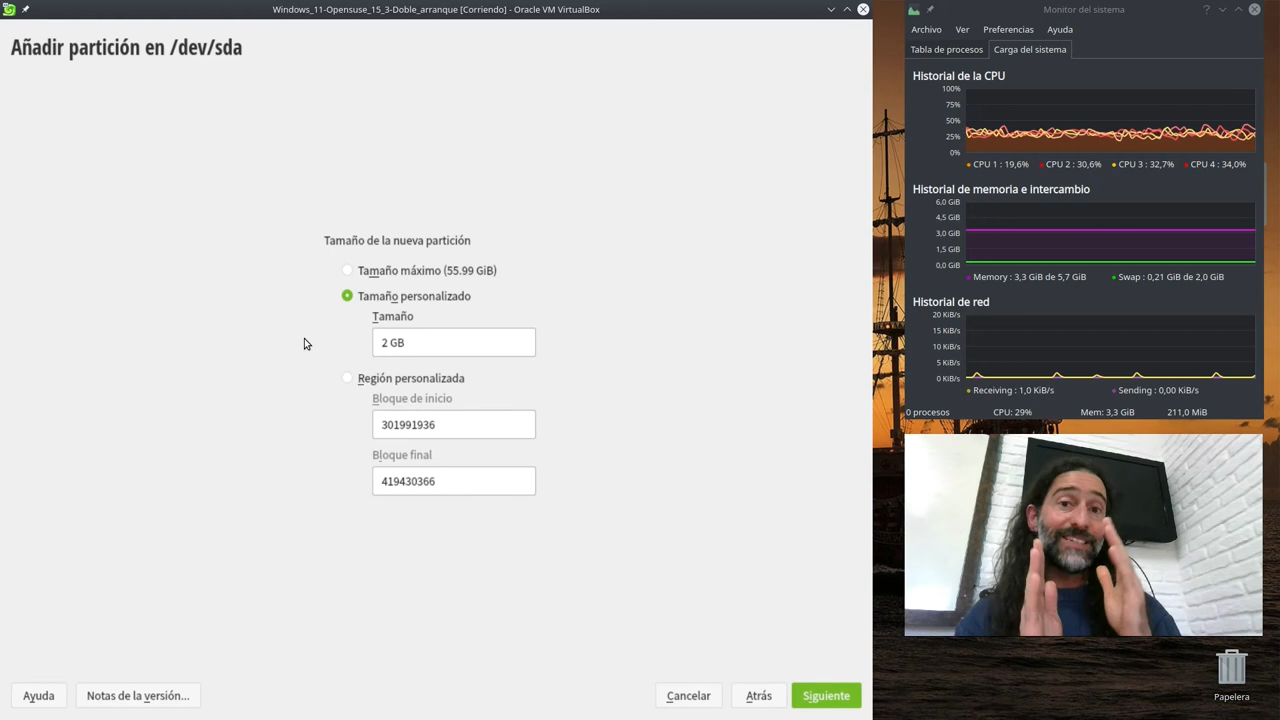 Windows_11-Opensuse_15_3-Doble_arranque [Corriendo] - Oracle VM VirtualBox
Añadir partición en /dev/sda
Tamaño de la nueva partición
Tamaño máximo (55.99 GiB)
Tamaño personalizado
Tamaño
2 GB
Región personalizada
Bloque de inicio
301991936
Bloque final
419430366
Ayuda
Notas de la versión...
Cancelar
Atrás
Siguiente
Monitor del sistema
Archivo Ver Preferencias Ayuda
Tabla de procesos Carga del sistema
Historial de la CPU
100%
75%
50%
25%
0%
CPU 1 : 19,6% CPU 2 : 30,6% CPU 3 : 32,7% CPU 4 : 34,0%
Historial de memoria e intercambio
6,0 GiB
4,5 GiB
3,0 GiB
1,5 GiB
0,0 GiB
Memory : 3,3 GiB de 5,7 GiB Swap : 0,21 GiB de 2,0 GiB
Historial de red
20 KiB/s
15 KiB/s
10 KiB/s
5 KiB/s
0 KiB/s
Receiving : 1,0 KiB/s Sending : 0,00 KiB/s
0 procesos CPU: 29% Mem: 3,3 GiB 211,0 MiB
Papelera